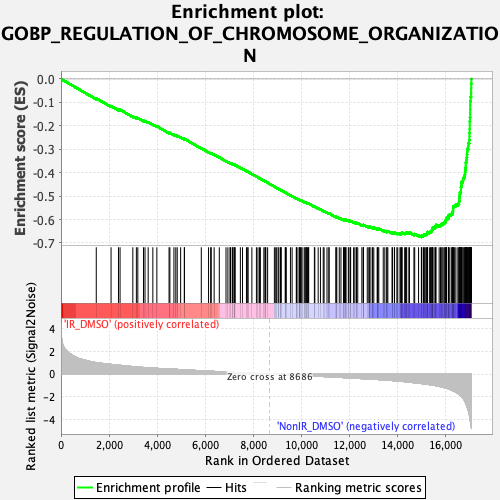 Enrichment plot:
GOBP_REGULATION_OF_CHROMOSOME_ORGANIZATIO
N
Enrichment score (ES)
0.0
-0.1
-0.2
-0.3
-0.4
-0.5
-0.6
-0.7
Ranked list metric (Signal2Noise)
4
2
0
-2
-4
'IR_DMSO' (positively correlated)
Zero cross at 8686
'NonIR_DMSO' (negatively correlated)
0
2,000
4,000
6,000
8,000
10,000
12,000
14,000
16,000
Rank in Ordered Dataset
Enrichment profile
Hits
Ranking metric scores